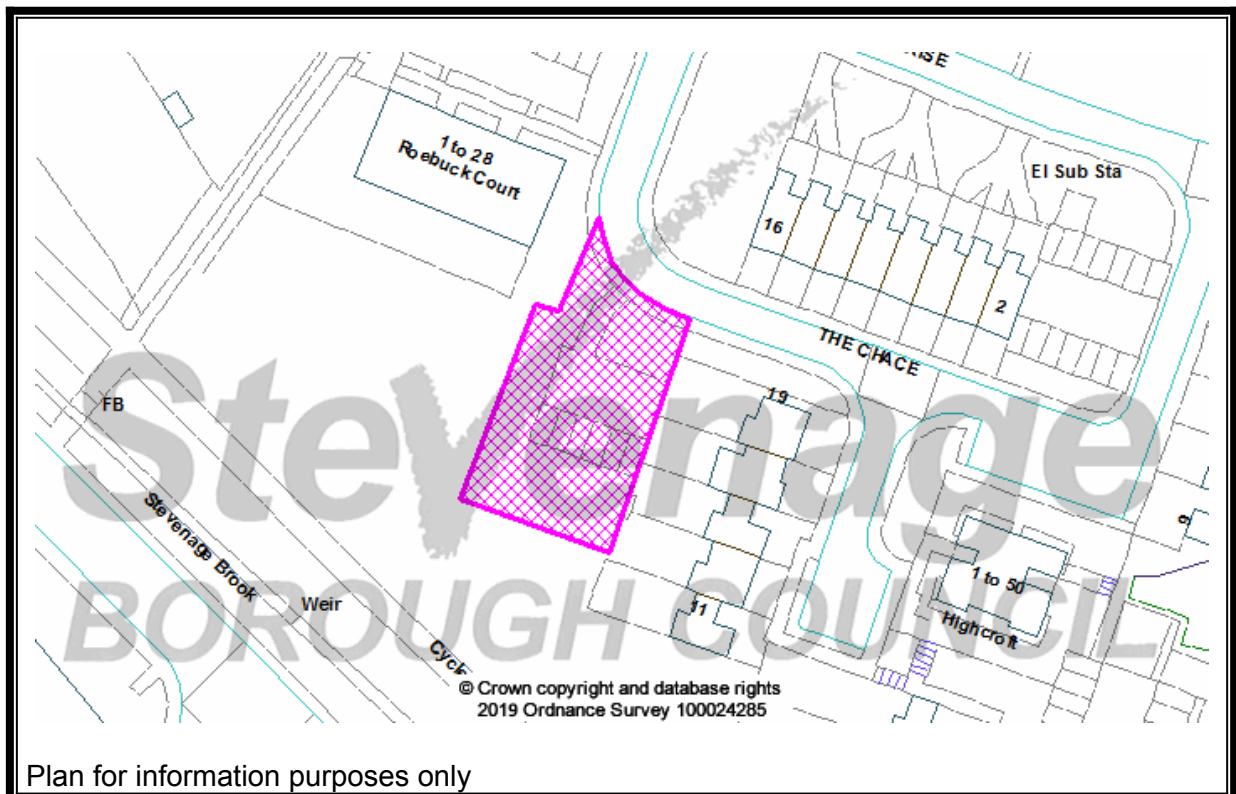 RISE
1 to 28
Roebuck Court
El Sub Sta
16
2
THE CHACE
19
FB
Stevenage
Stevenage Brook
9
1 to 50
Weir
11
Highcroft
BOROUGH COUNCIL
Cycle
© Crown copyright and database rights
2019 Ordnance Survey 100024285
Plan for information purposes only